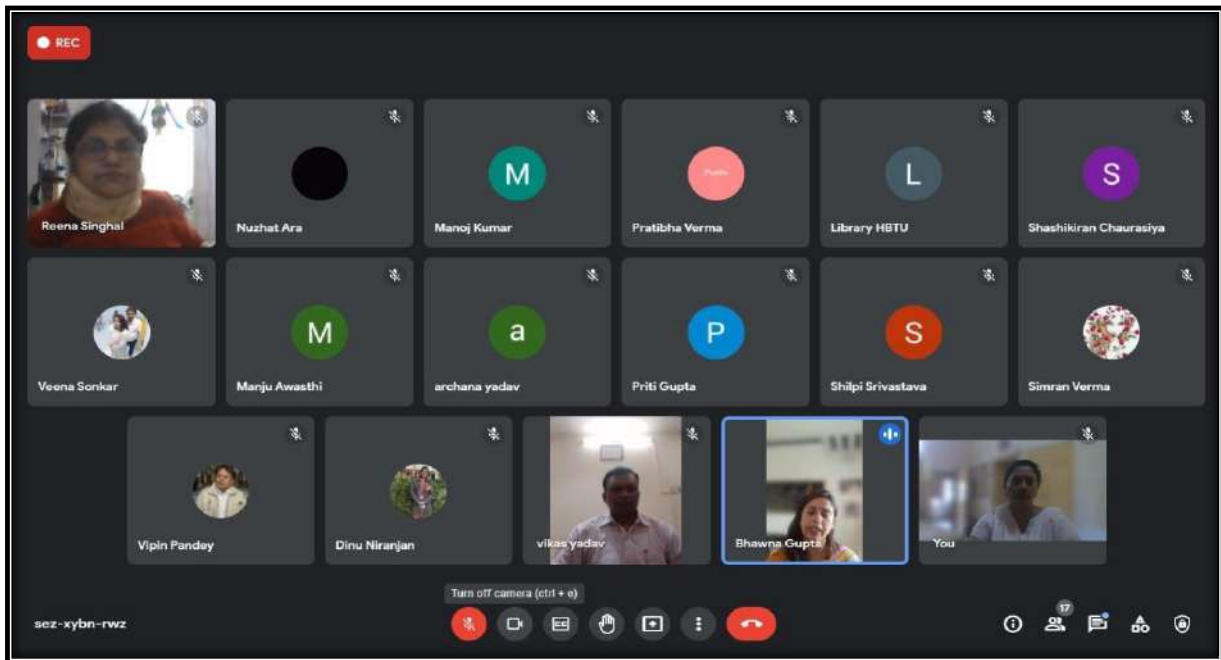 REC
Reena Singhal
Nuzhat Ara
M
Manoj Kumar
Pratibha Verma
L
Library HBTU
S
Shashikiran Chaurasiya
Veena Sonkar
M
Manju Awasthi
a
archana yadav
P
Priti Gupta
S
Shilpi Srivastava
Simran Verma
Vipin Pandey
Dinu Niranjan
vikas yadav
Bhawna Gupta
You
Turn off camera (ctrl + e)
sez-xybn-rwz
CC
17